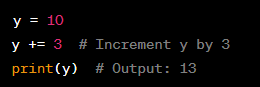 y = 10
y += 3  # Increment y by 3
print(y)  # Output: 13